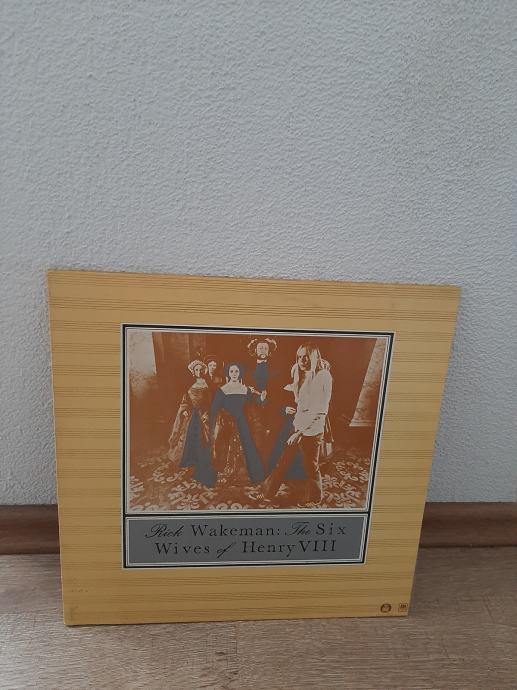 Rick Wakeman: The Six
Wives of Henry VIII